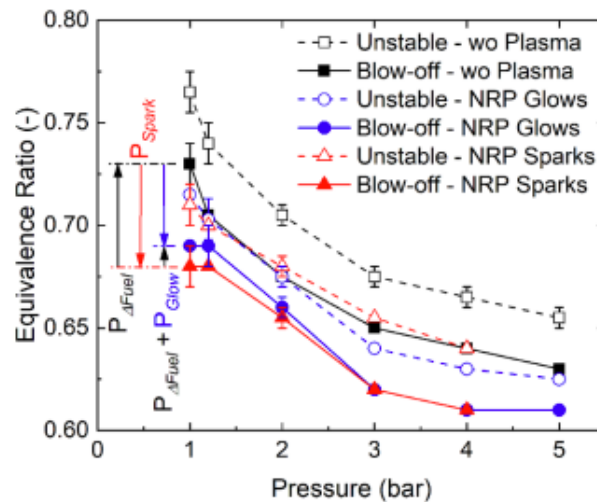 0.80
0.75
0.70
0.65
0.60
Equivalence Ratio (-)
Unstable - wo Plasma
Blow-off - wo Plasma
Unstable - NRP Glows
Blow-off - NRP Glows
Unstable - NRP Sparks
Blow-off - NRP Sparks
P_Spark
P_ΔFuel
P_ΔFuel+P_Glow
0 1 2 3 4 5
Pressure (bar)